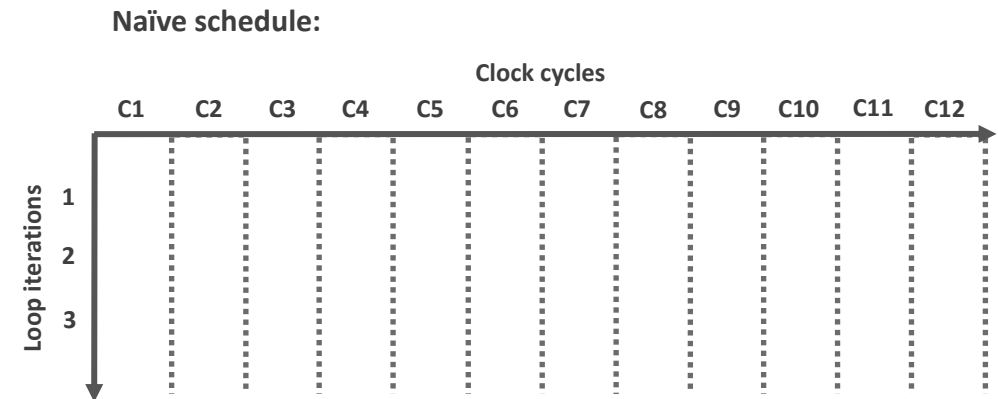 Naïve schedule:
Clock cycles
C1 C2 C3 C4 C5 C6 C7 C8 C9 C10 C11 C12
Loop iterations
1
2
3